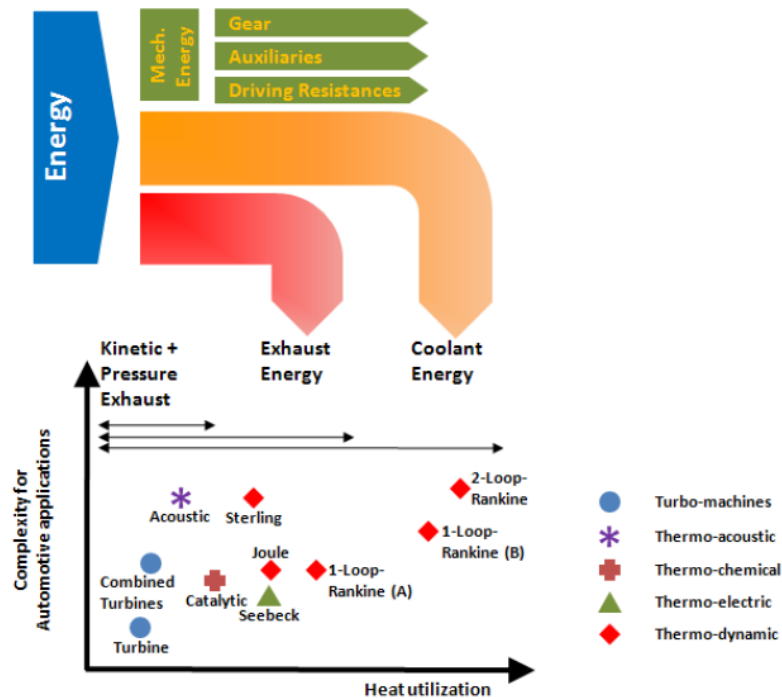 Energy
Mech.
Energy
Gear
Auxiliaries
Driving Resistances
Kinetic +
Pressure
Exhaust
Exhaust
Energy
Coolant
Energy
Complexity for
Automotive applications
Acoustic
Sterling
2-Loop-
Rankine
1-Loop-
Rankine (B)
Joule
1-Loop-
Rankine (A)
Combined
Turbines
Catalytic
Seebeck
Turbine
Heat utilization
Turbo-machines
Thermo-acoustic
Thermo-chemical
Thermo-electric
Thermo-dynamic